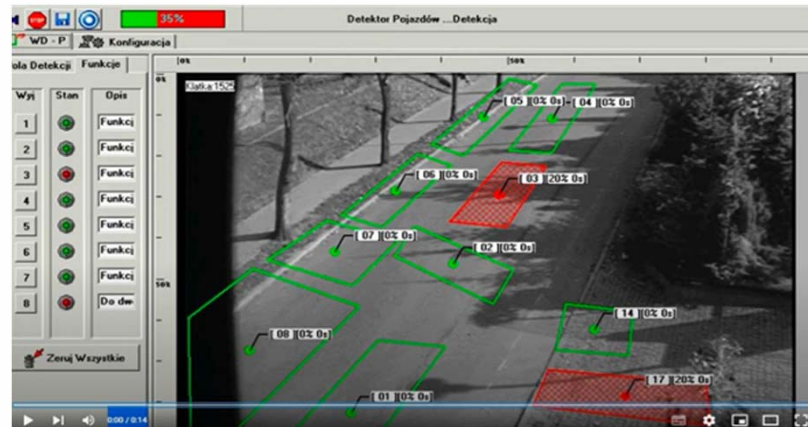 STOP
35%
Detektor Pojazdów ...Detekcja
WD - P
Konfiguracja
ola Detekcji
Funkcje
Wyj
Stan
Opis
1 Funkcj
2 Funkcj
3 Funkcj
4 Funkcj
5 Funkcj
6 Funkcj
7 Funkcj
8 Do dw
Zeruj Wszystkie
0%
50%
0%
50%
Klatka:1525
[ 05 ][0% 0s]
[ 04 ][0% 0s]
[ 06 ][0% 0s]
[ 03 ][20% 0s]
[ 07 ][0% 0s]
[ 02 ][0% 0s]
[ 14 ][0% 0s]
[ 08 ][0% 0s]
[ 17 ][20% 0s]
[ 01 ][0% 0s]
0:00 / 0:14